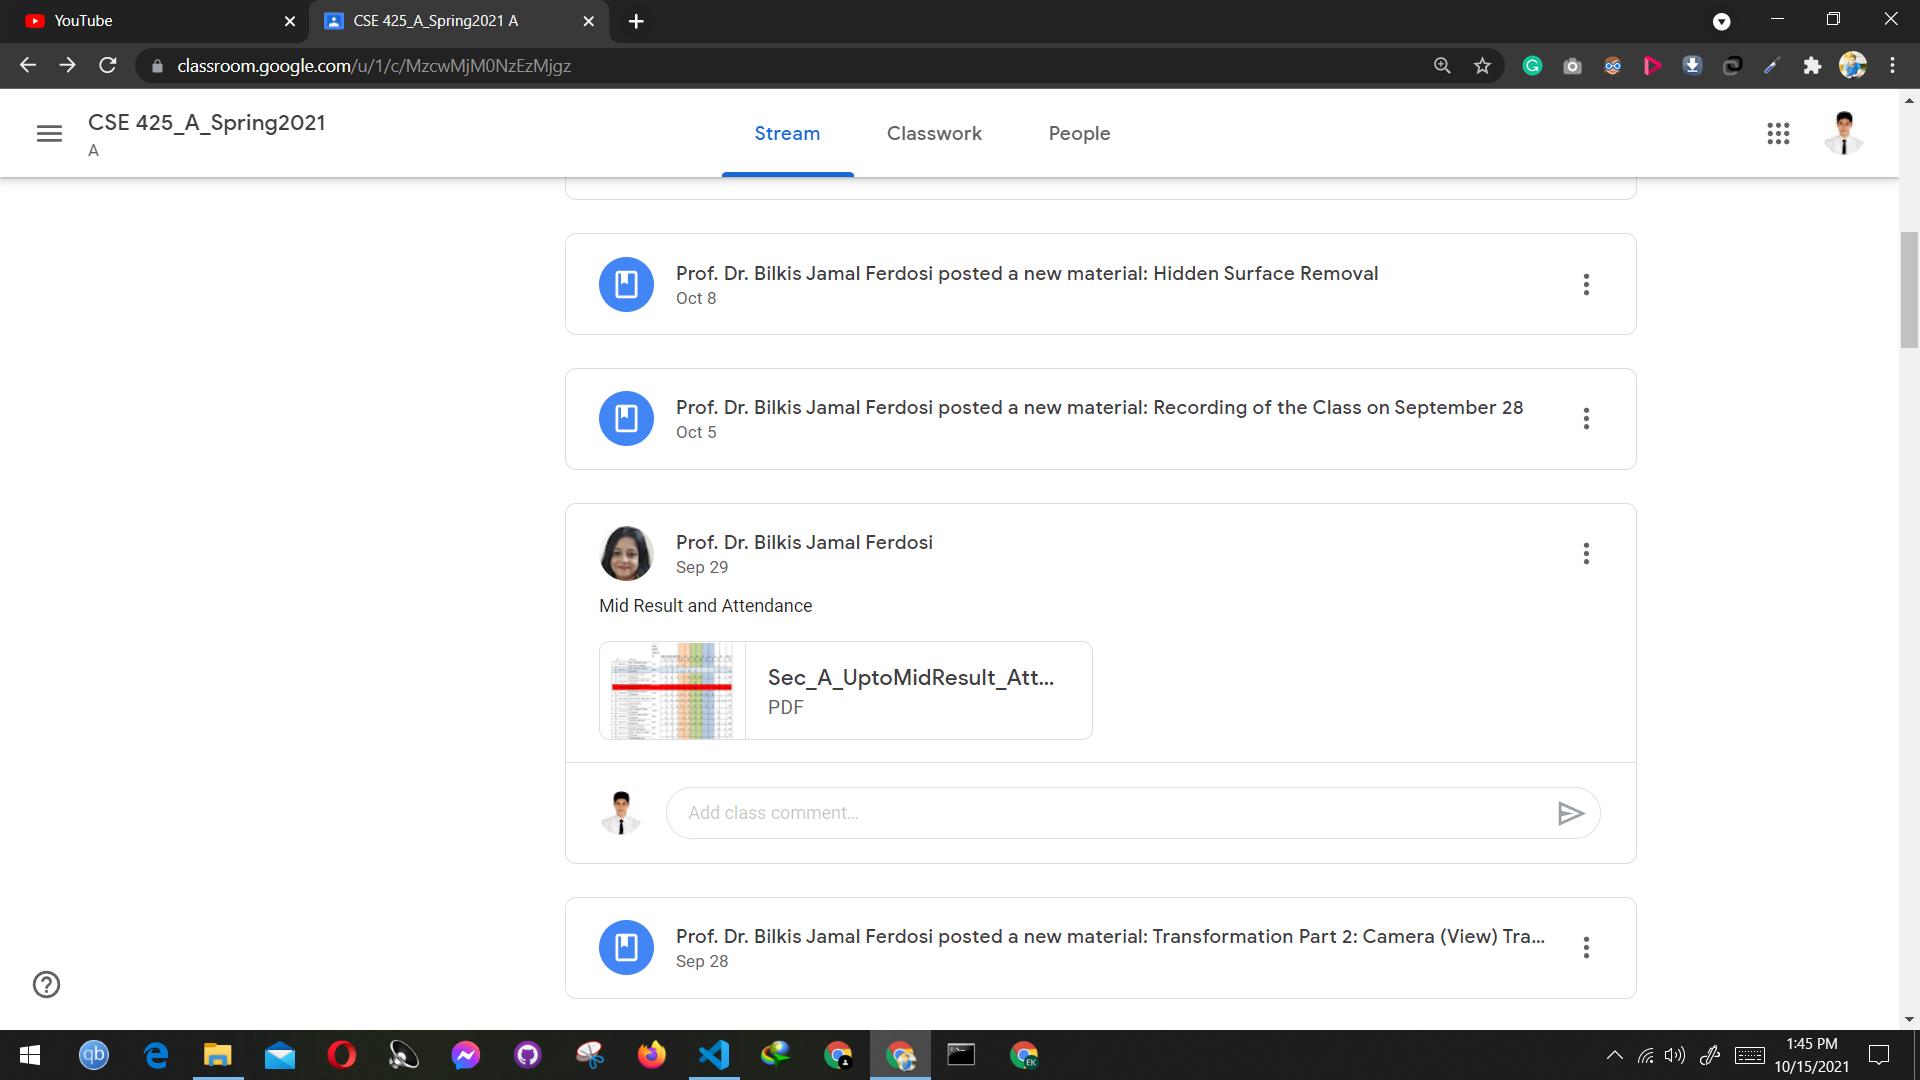 YouTube
CSE 425_A_Spring2021 A
classroom.google.com/u/1/c/MzcwMjM0NzEzMjgz
CSE 425_A_Spring2021
A
Stream
Classwork
People
Prof. Dr. Bilkis Jamal Ferdosi posted a new material: Hidden Surface Removal
Oct 8
Prof. Dr. Bilkis Jamal Ferdosi posted a new material: Recording of the Class on September 28
Oct 5
Prof. Dr. Bilkis Jamal Ferdosi
Sep 29
Mid Result and Attendance
Sec_A_UptoMidResult_Att...
PDF
Add class comment...
Prof. Dr. Bilkis Jamal Ferdosi posted a new material: Transformation Part 2: Camera (View) Tra...
Sep 28
qb
EK
1:45 PM
10/15/2021